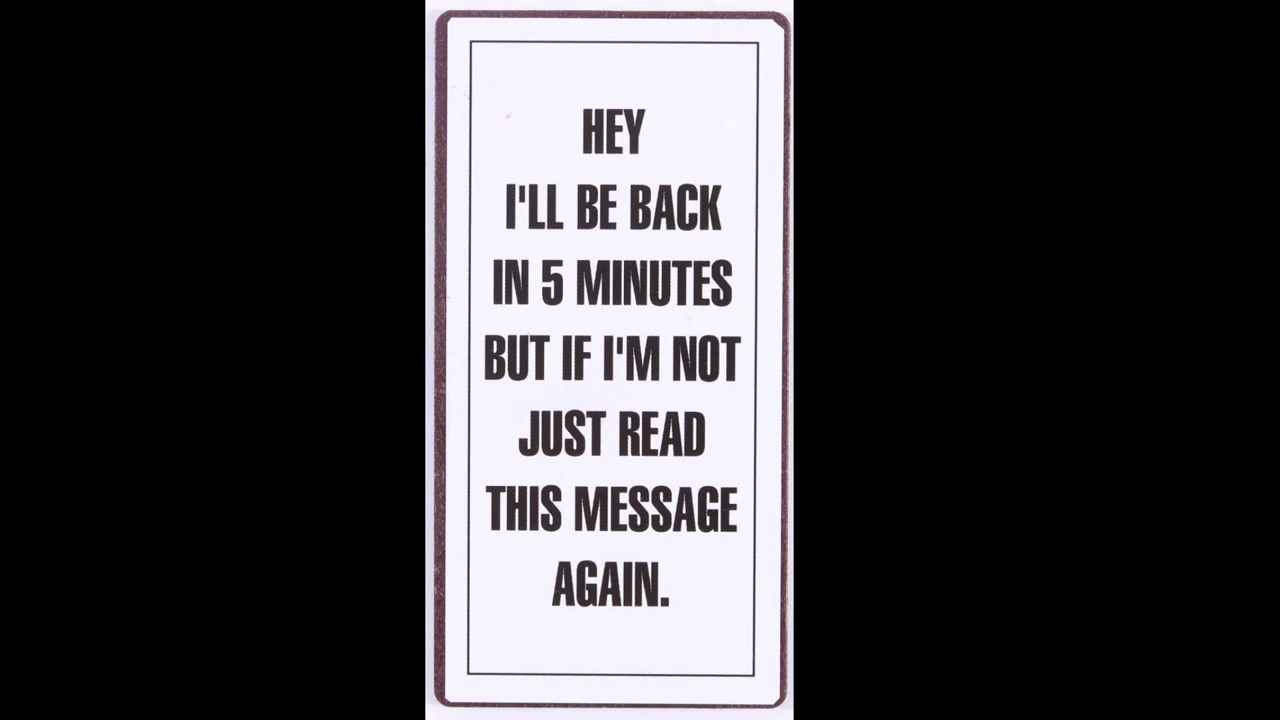 HEY
I'LL BE BACK
IN 5 MINUTES
BUT IF I'M NOT
JUST READ
THIS MESSAGE
AGAIN.